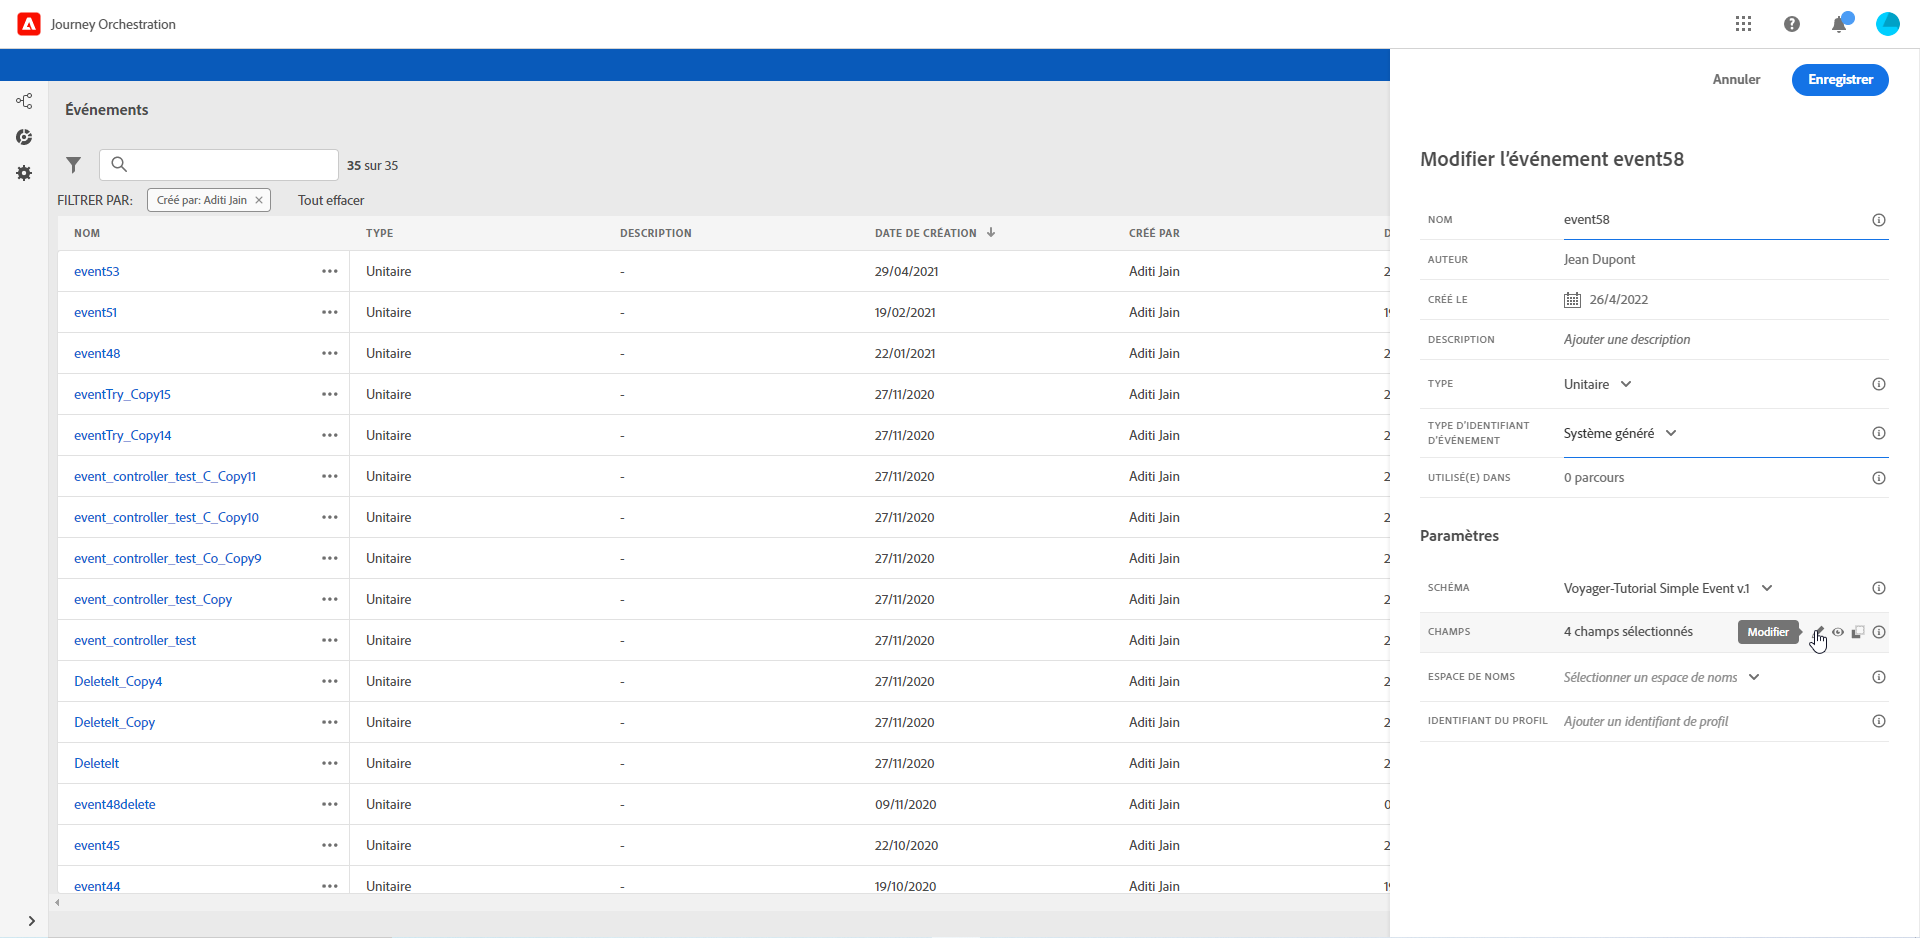 Journey Orchestration
Annuler
Enregistrer
Événements
35 sur 35
FILTRER PAR: Créé par: Aditi Jain Tout effacer
NOM TYPE DESCRIPTION DATE DE CRÉATION CRÉÉ PAR D
event53 Unitaire - 29/04/2021 Aditi Jain 2
event51 Unitaire - 19/02/2021 Aditi Jain 1
event48 Unitaire - 22/01/2021 Aditi Jain 2
eventTry_Copy15 Unitaire - 27/11/2020 Aditi Jain 2
eventTry_Copy14 Unitaire - 27/11/2020 Aditi Jain 2
event_controller_test_C_Copy11 Unitaire - 27/11/2020 Aditi Jain 2
event_controller_test_C_Copy10 Unitaire - 27/11/2020 Aditi Jain 2
event_controller_test_Co_Copy9 Unitaire - 27/11/2020 Aditi Jain 2
event_controller_test_Copy Unitaire - 27/11/2020 Aditi Jain 2
event_controller_test Unitaire - 27/11/2020 Aditi Jain 2
DeleteIt_Copy4 Unitaire - 27/11/2020 Aditi Jain 2
DeleteIt_Copy Unitaire - 27/11/2020 Aditi Jain 2
DeleteIt Unitaire - 27/11/2020 Aditi Jain 2
event48delete Unitaire - 09/11/2020 Aditi Jain 0
event45 Unitaire - 22/10/2020 Aditi Jain 2
event44 Unitaire - 19/10/2020 Aditi Jain 1
Modifier l'événement event58
NOM event58
AUTEUR Jean Dupont
CRÉÉ LE 26/4/2022
DESCRIPTION Ajouter une description
TYPE Unitaire
TYPE D'IDENTIFIANT
D'ÉVÉNEMENT Système généré
UTILISÉ(E) DANS 0 parcours
Paramètres
SCHÉMA Voyager-Tutorial Simple Event v.1
CHAMPS 4 champs sélectionnés Modifier
ESPACE DE NOMS Sélectionner un espace de noms
IDENTIFIANT DU PROFIL Ajouter un identifiant de profil